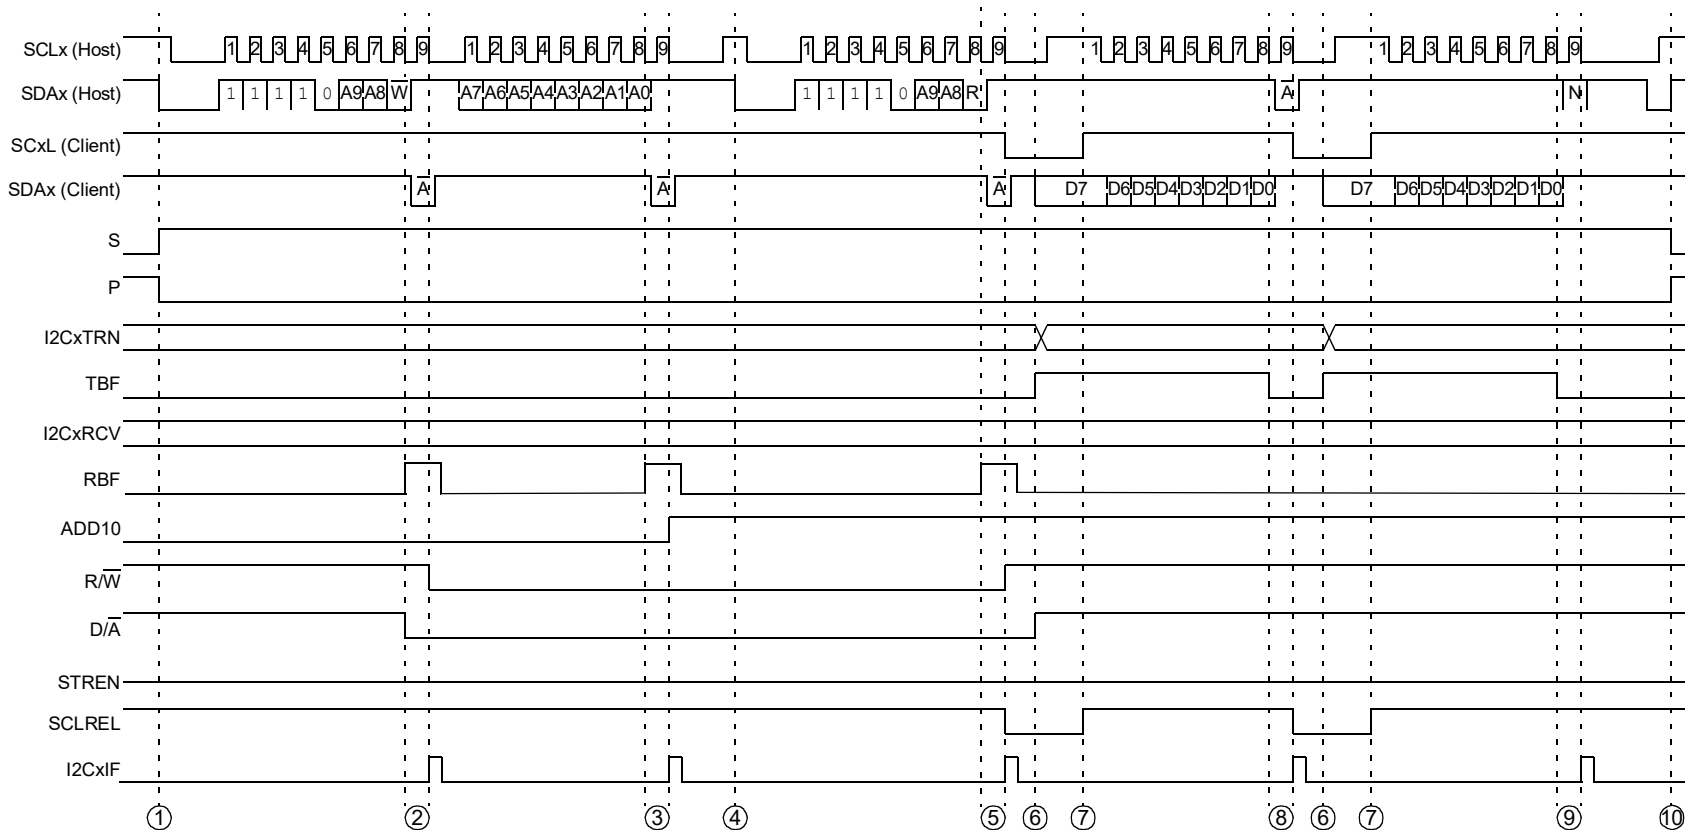 SCLx (Host) 1 2 3 4 5 6 7 8 9 1 2 3 4 5 6 7 8 9 1 2 3 4 5 6 7 8 9 1 2 3 4 5 6 7 8 9 1 2 3 4 5 6 7 8 9
SDAx (Host) 1 1 1 1 0 A9 A8 W̅ A7 A6 A5 A4 A3 A2 A1 A0 1 1 1 1 0 A9 A8 R A̅ N
SCxL (Client)
SDAx (Client) A̅ A̅ A̅ D7 D6 D5 D4 D3 D2 D1 D0 D7 D6 D5 D4 D3 D2 D1 D0
S
P
I2CxTRN
TBF
I2CxRCV
RBF
ADD10
R/W̅
D/A̅
STREN
SCLREL
I2CxIF
① ② ③ ④ ⑤ ⑥ ⑦ ⑧ ⑥ ⑦ ⑨ ⑩